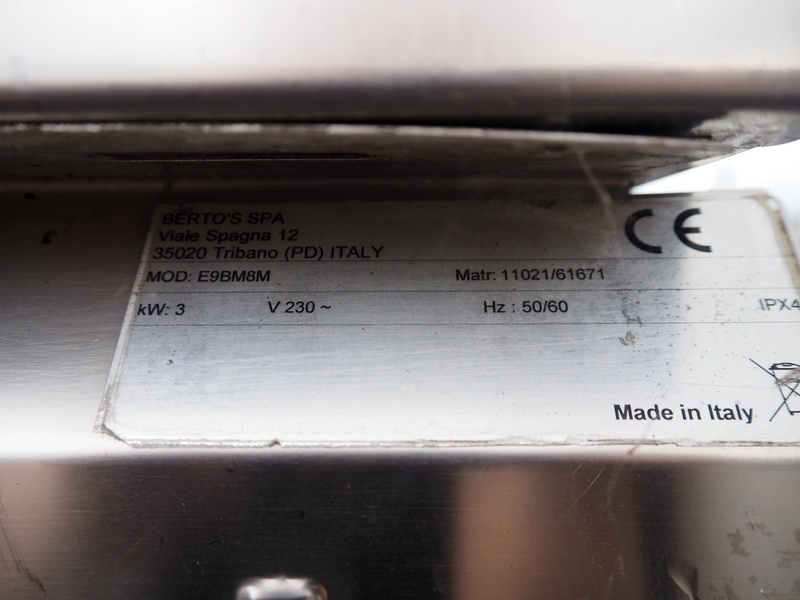 BERTO'S SPA
Viale Spagna 12
35020 Tribano (PD) ITALY
CE
MOD: E9BM8M Matr: 11021/61671
kW: 3 V 230 ~ Hz : 50/60 IPX4
Made in Italy